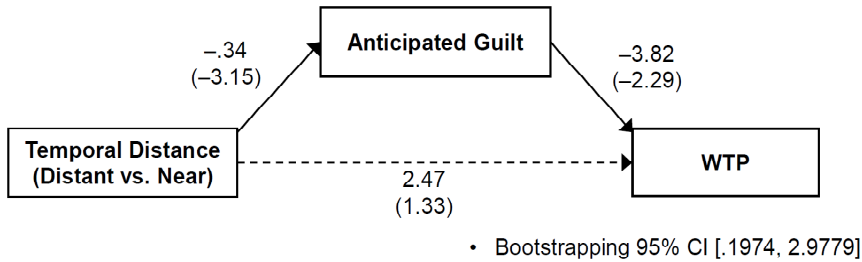 Anticipated Guilt
–.34
(–3.15)
–3.82
(–2.29)
Temporal Distance
(Distant vs. Near)
WTP
2.47
(1.33)
• Bootstrapping 95% CI [.1974, 2.9779]